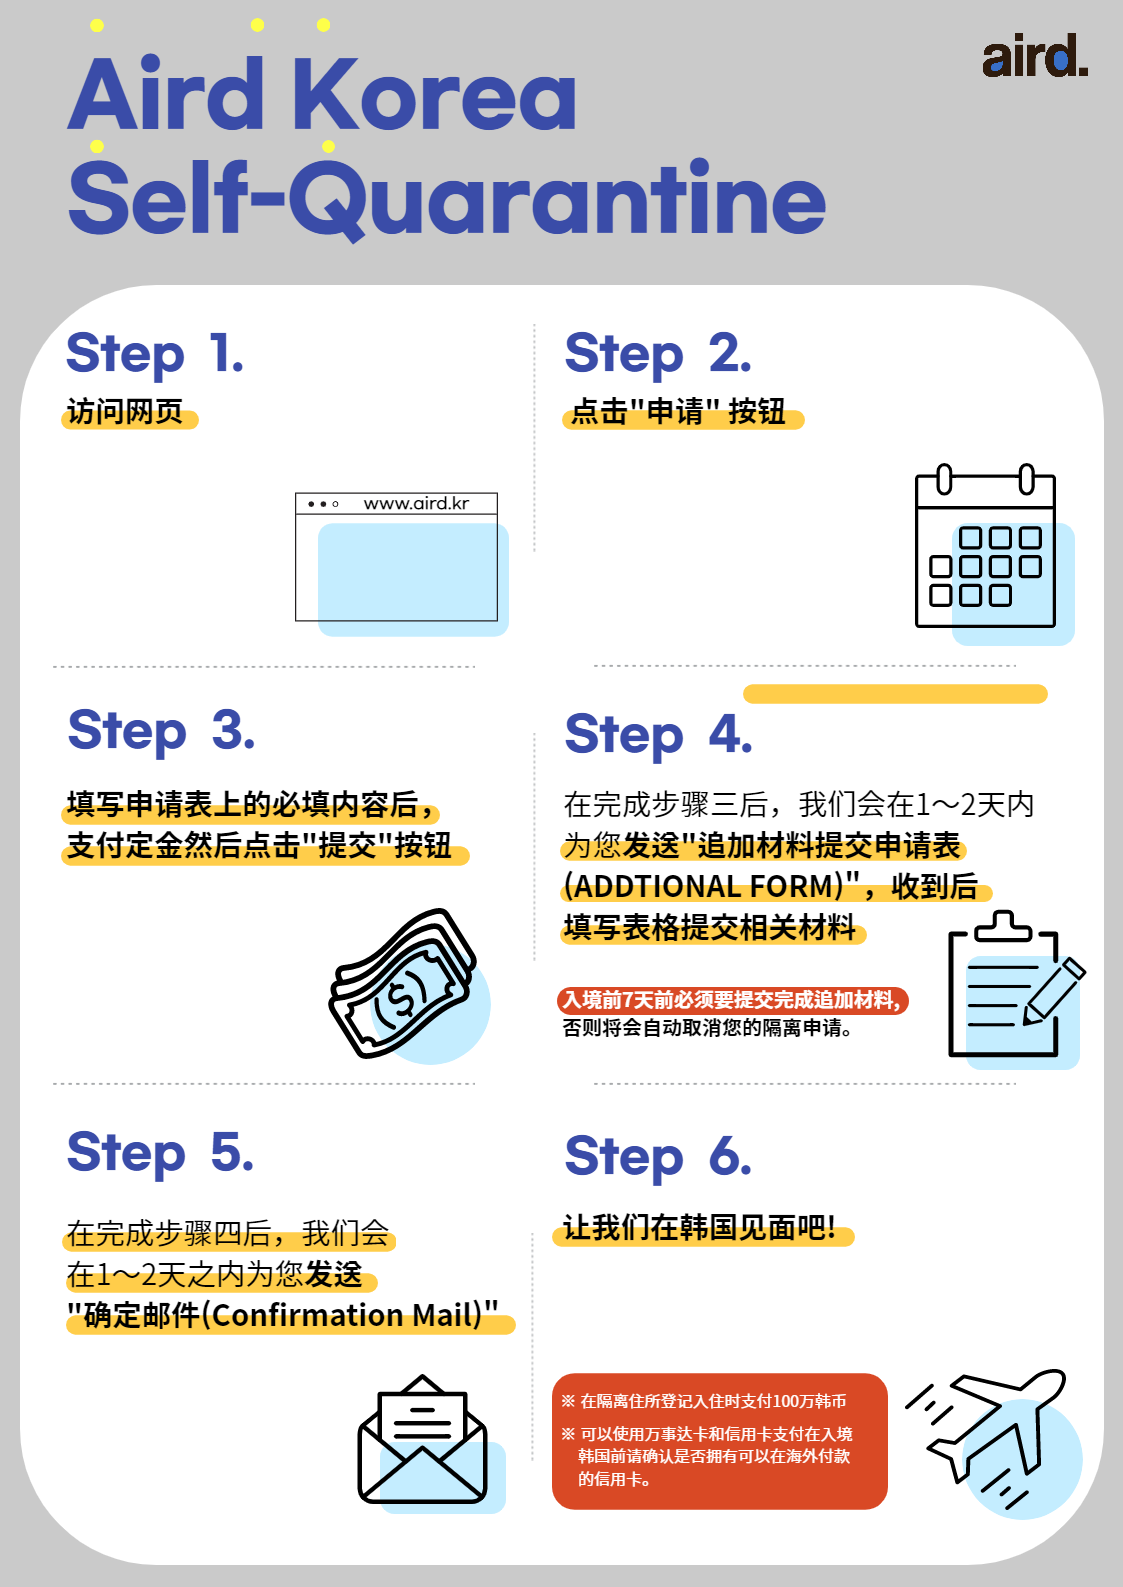 aird.
Aird Korea
Self-Quarantine
Step 1.
访问网页
www.aird.kr
Step 2.
点击"申请" 按钮
Step 3.
填写申请表上的必填内容后，
支付定金然后点击"提交"按钮
Step 4.
在完成步骤三后，我们会在1～2天内
为您发送"追加材料提交申请表
(ADDTIONAL FORM)"，收到后
填写表格提交相关材料
入境前7天前必须要提交完成追加材料,
否则将会自动取消您的隔离申请。
Step 5.
在完成步骤四后，我们会
在1～2天之内为您发送
"确定邮件(Confirmation Mail)"
Step 6.
让我们在韩国见面吧!
※ 在隔离住所登记入住时支付100万韩币
※ 可以使用万事达卡和信用卡支付在入境
韩国前请确认是否拥有可以在海外付款
的信用卡。